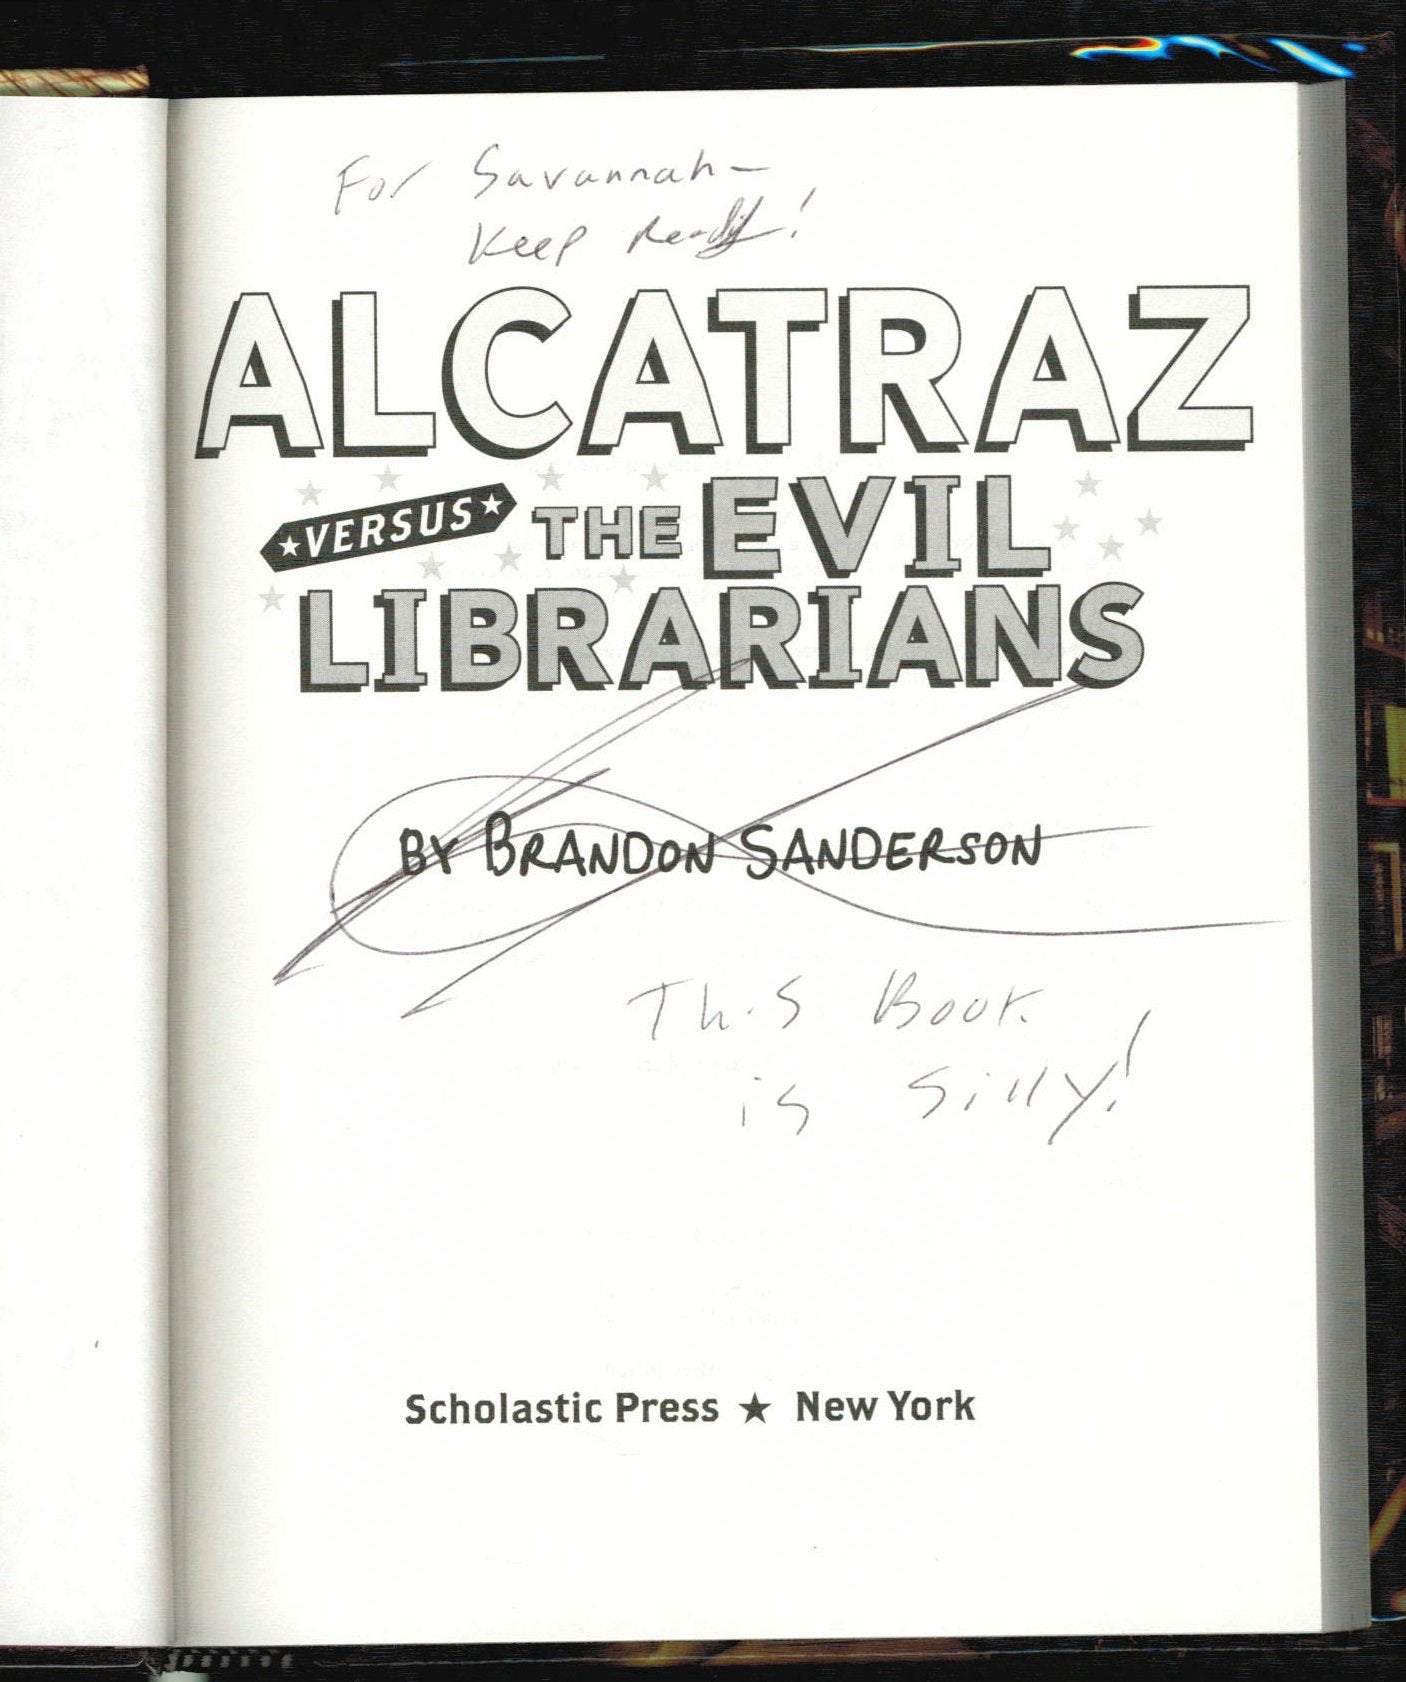 For Savannah-
Keep Reading!
ALCATRAZ
VERSUS THE EVIL
LIBRARIANS
BY BRANDON SANDERSON
This Book
is silly!
Scholastic Press ★ New York